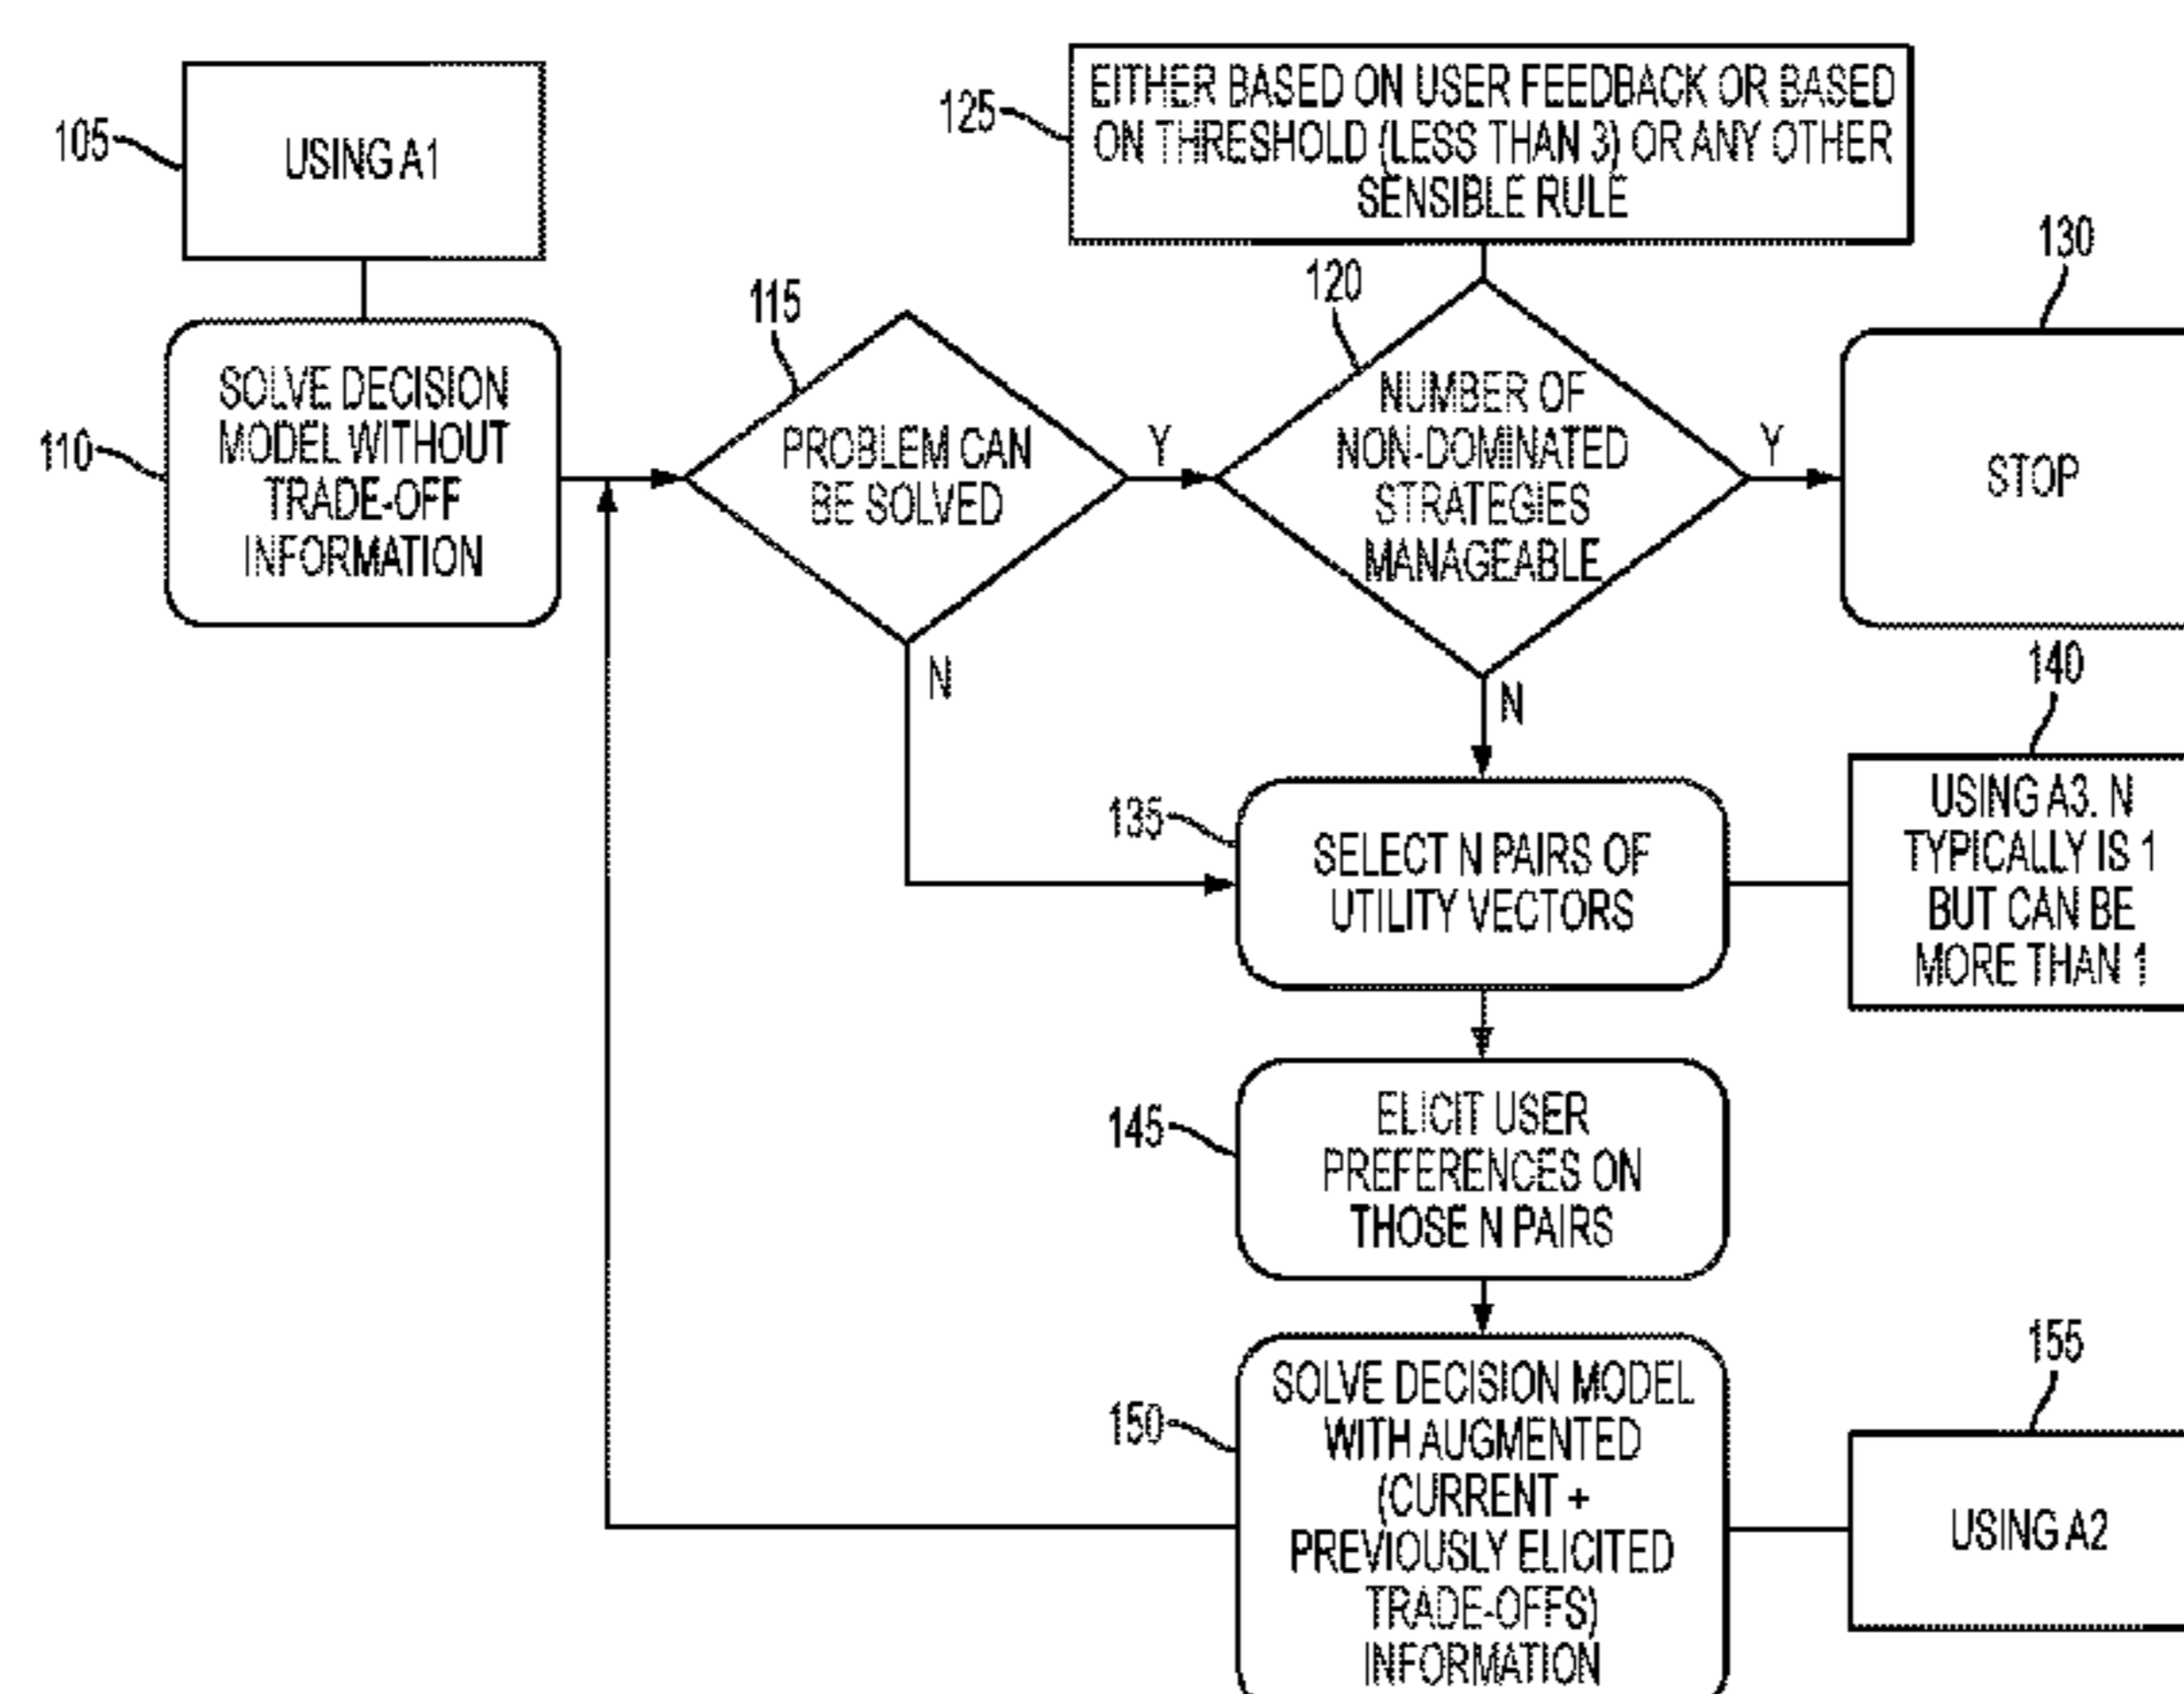 105
USING A1
110
SOLVE DECISION
MODEL WITHOUT
TRADE-OFF
INFORMATION
115
PROBLEM CAN
BE SOLVED
Y
N
125
EITHER BASED ON USER FEEDBACK OR BASED
ON THRESHOLD (LESS THAN 3) OR ANY OTHER
SENSIBLE RULE
120
NUMBER OF
NON-DOMINATED
STRATEGIES
MANAGEABLE
Y
N
130
STOP
135
SELECT N PAIRS OF
UTILITY VECTORS
140
USING A3. N
TYPICALLY IS 1
BUT CAN BE
MORE THAN 1
145
ELICIT USER
PREFERENCES ON
THOSE N PAIRS
150
SOLVE DECISION MODEL
WITH AUGMENTED
(CURRENT +
PREVIOUSLY ELICITED
TRADE-OFFS)
INFORMATION
155
USING A2